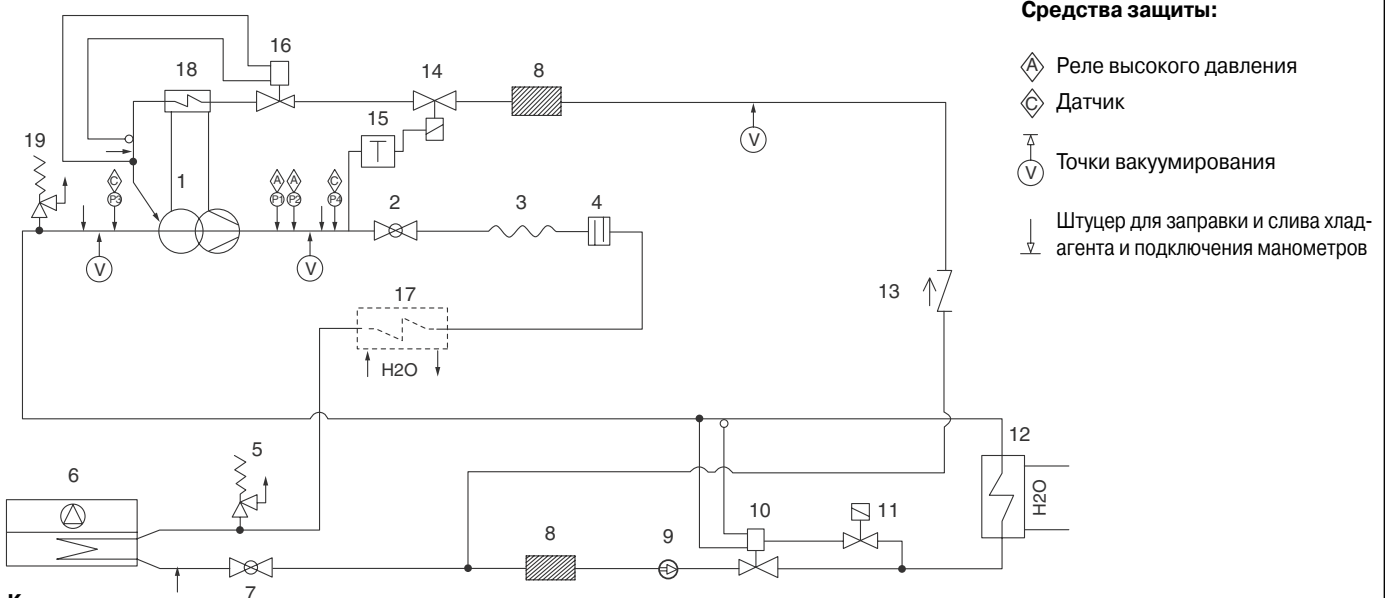 Средства защиты:
A Реле высокого давления
C Датчик
V Точки вакуумирования
Штуцер для заправки и слива хлад-
агента и подключения манометров
16
18
14
8
15
19
V
1
C
P3
A
P1
A
P2
C
P4
2
3
4
V
V
13
17
H2O
12
H2O
5
6
10
11
8
9
7
К